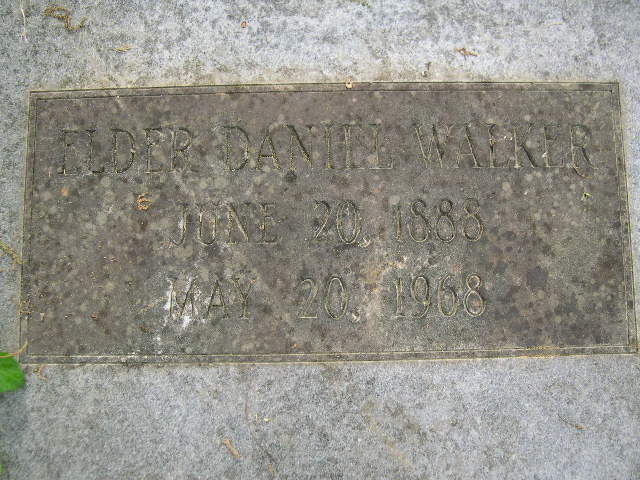 ELDER DANIEL WALKER
JUNE 20, 1888
MAY 20, 1968